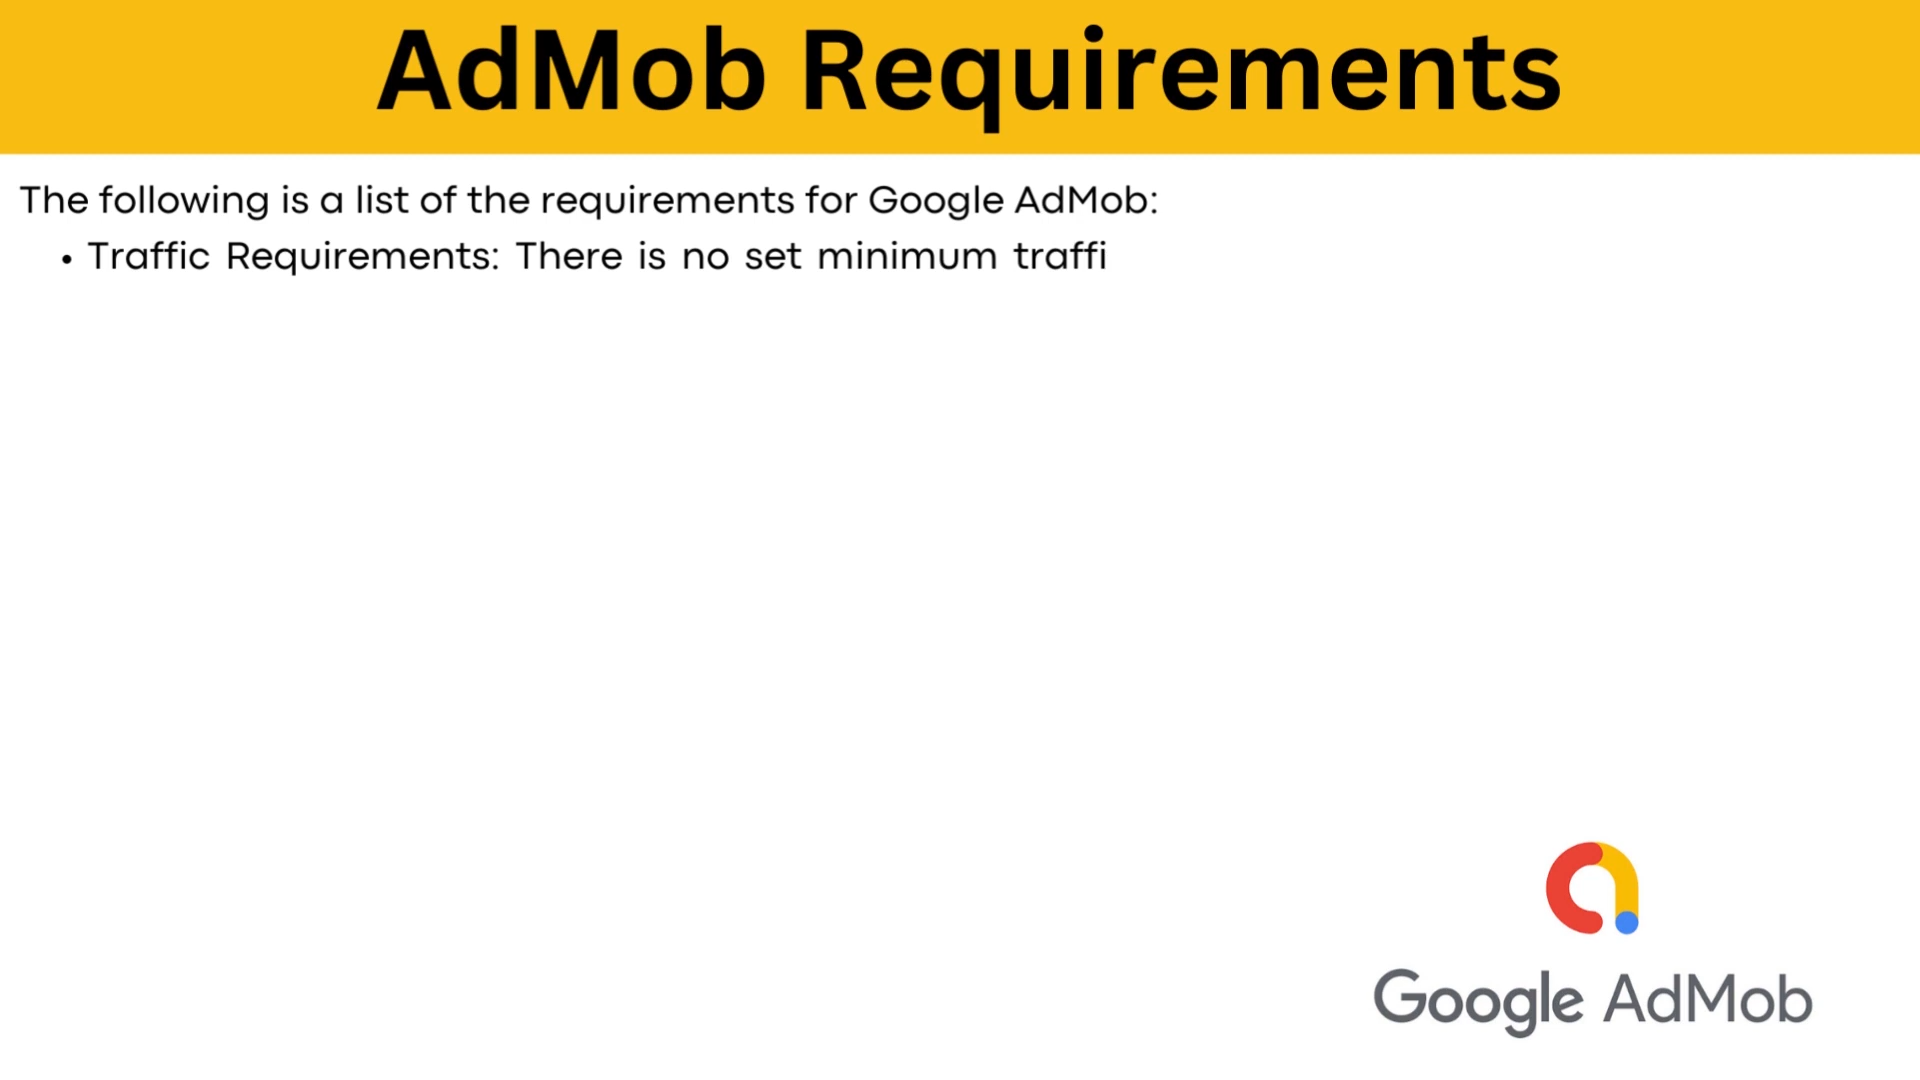 AdMob Requirements
The following is a list of the requirements for Google AdMob:
• Traffic Requirements: There is no set minimum traffi
Google AdMob